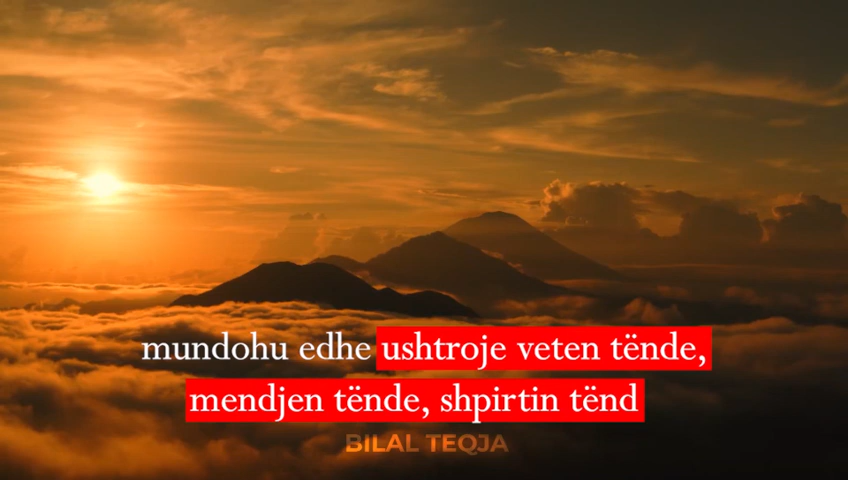 mundohu edhe ushtroje veten tënde,
mendjen tënde, shpirtin tënd
BILAL TEQJA